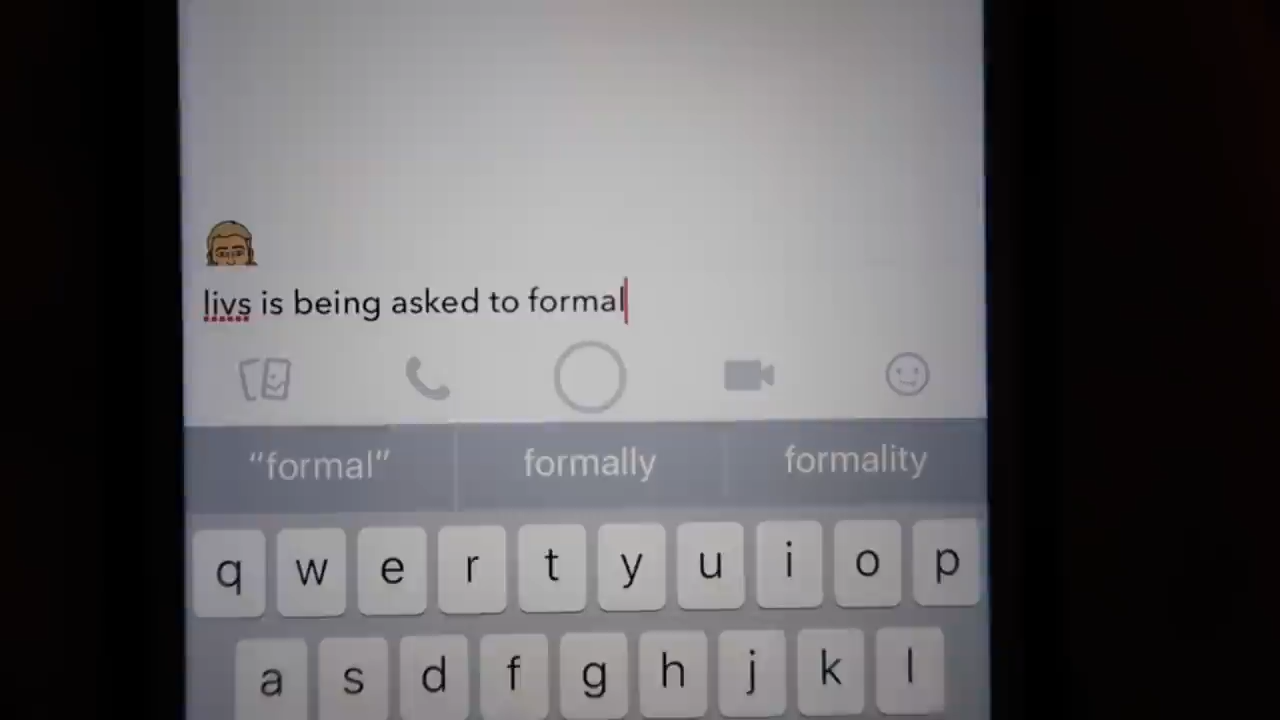 livs is being asked to formal
“formal” formally formality
q w e r t y u i o p
a s d f g h j k l